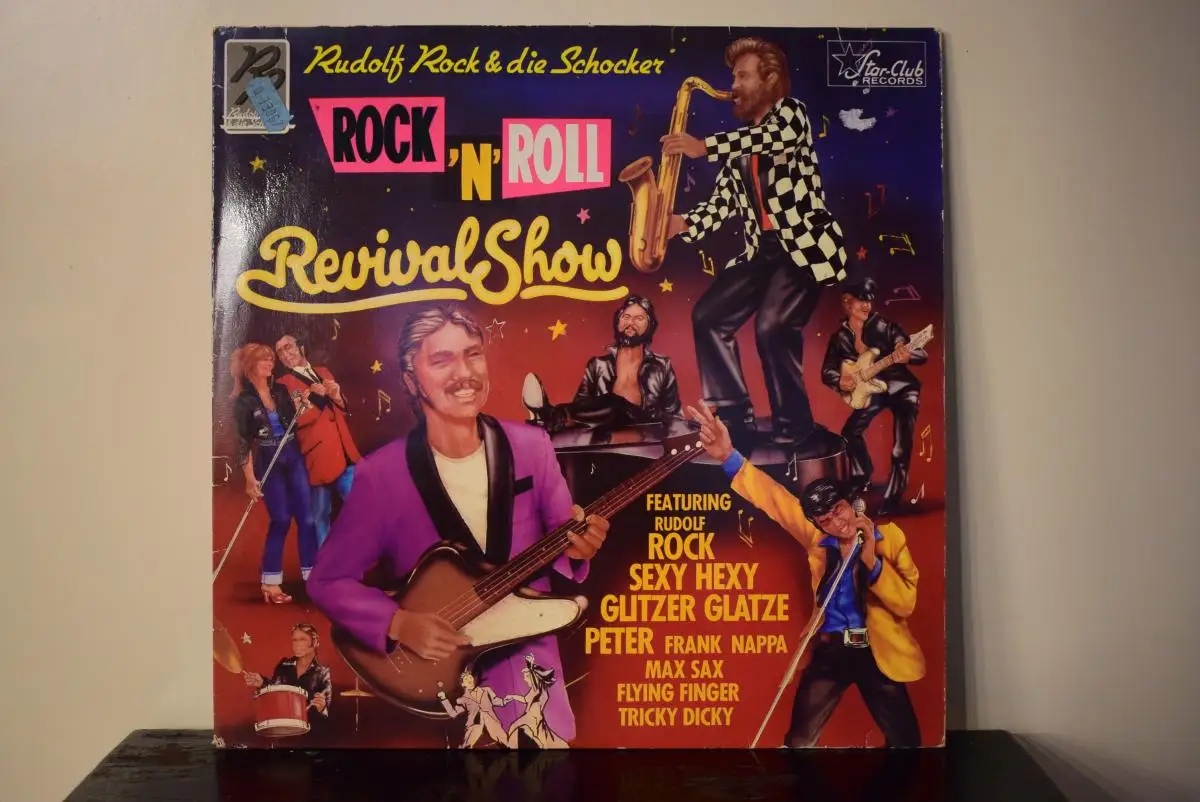 Rudolf Rock & die Schocker
Star-Club
RECORDS
ROCK
'N'
ROLL
Revival Show
FEATURING
RUDOLF
ROCK
SEXY HEXY
GLITZER GLATZE
PETER FRANK NAPPA
MAX SAX
FLYING FINGER
TRICKY DICKY